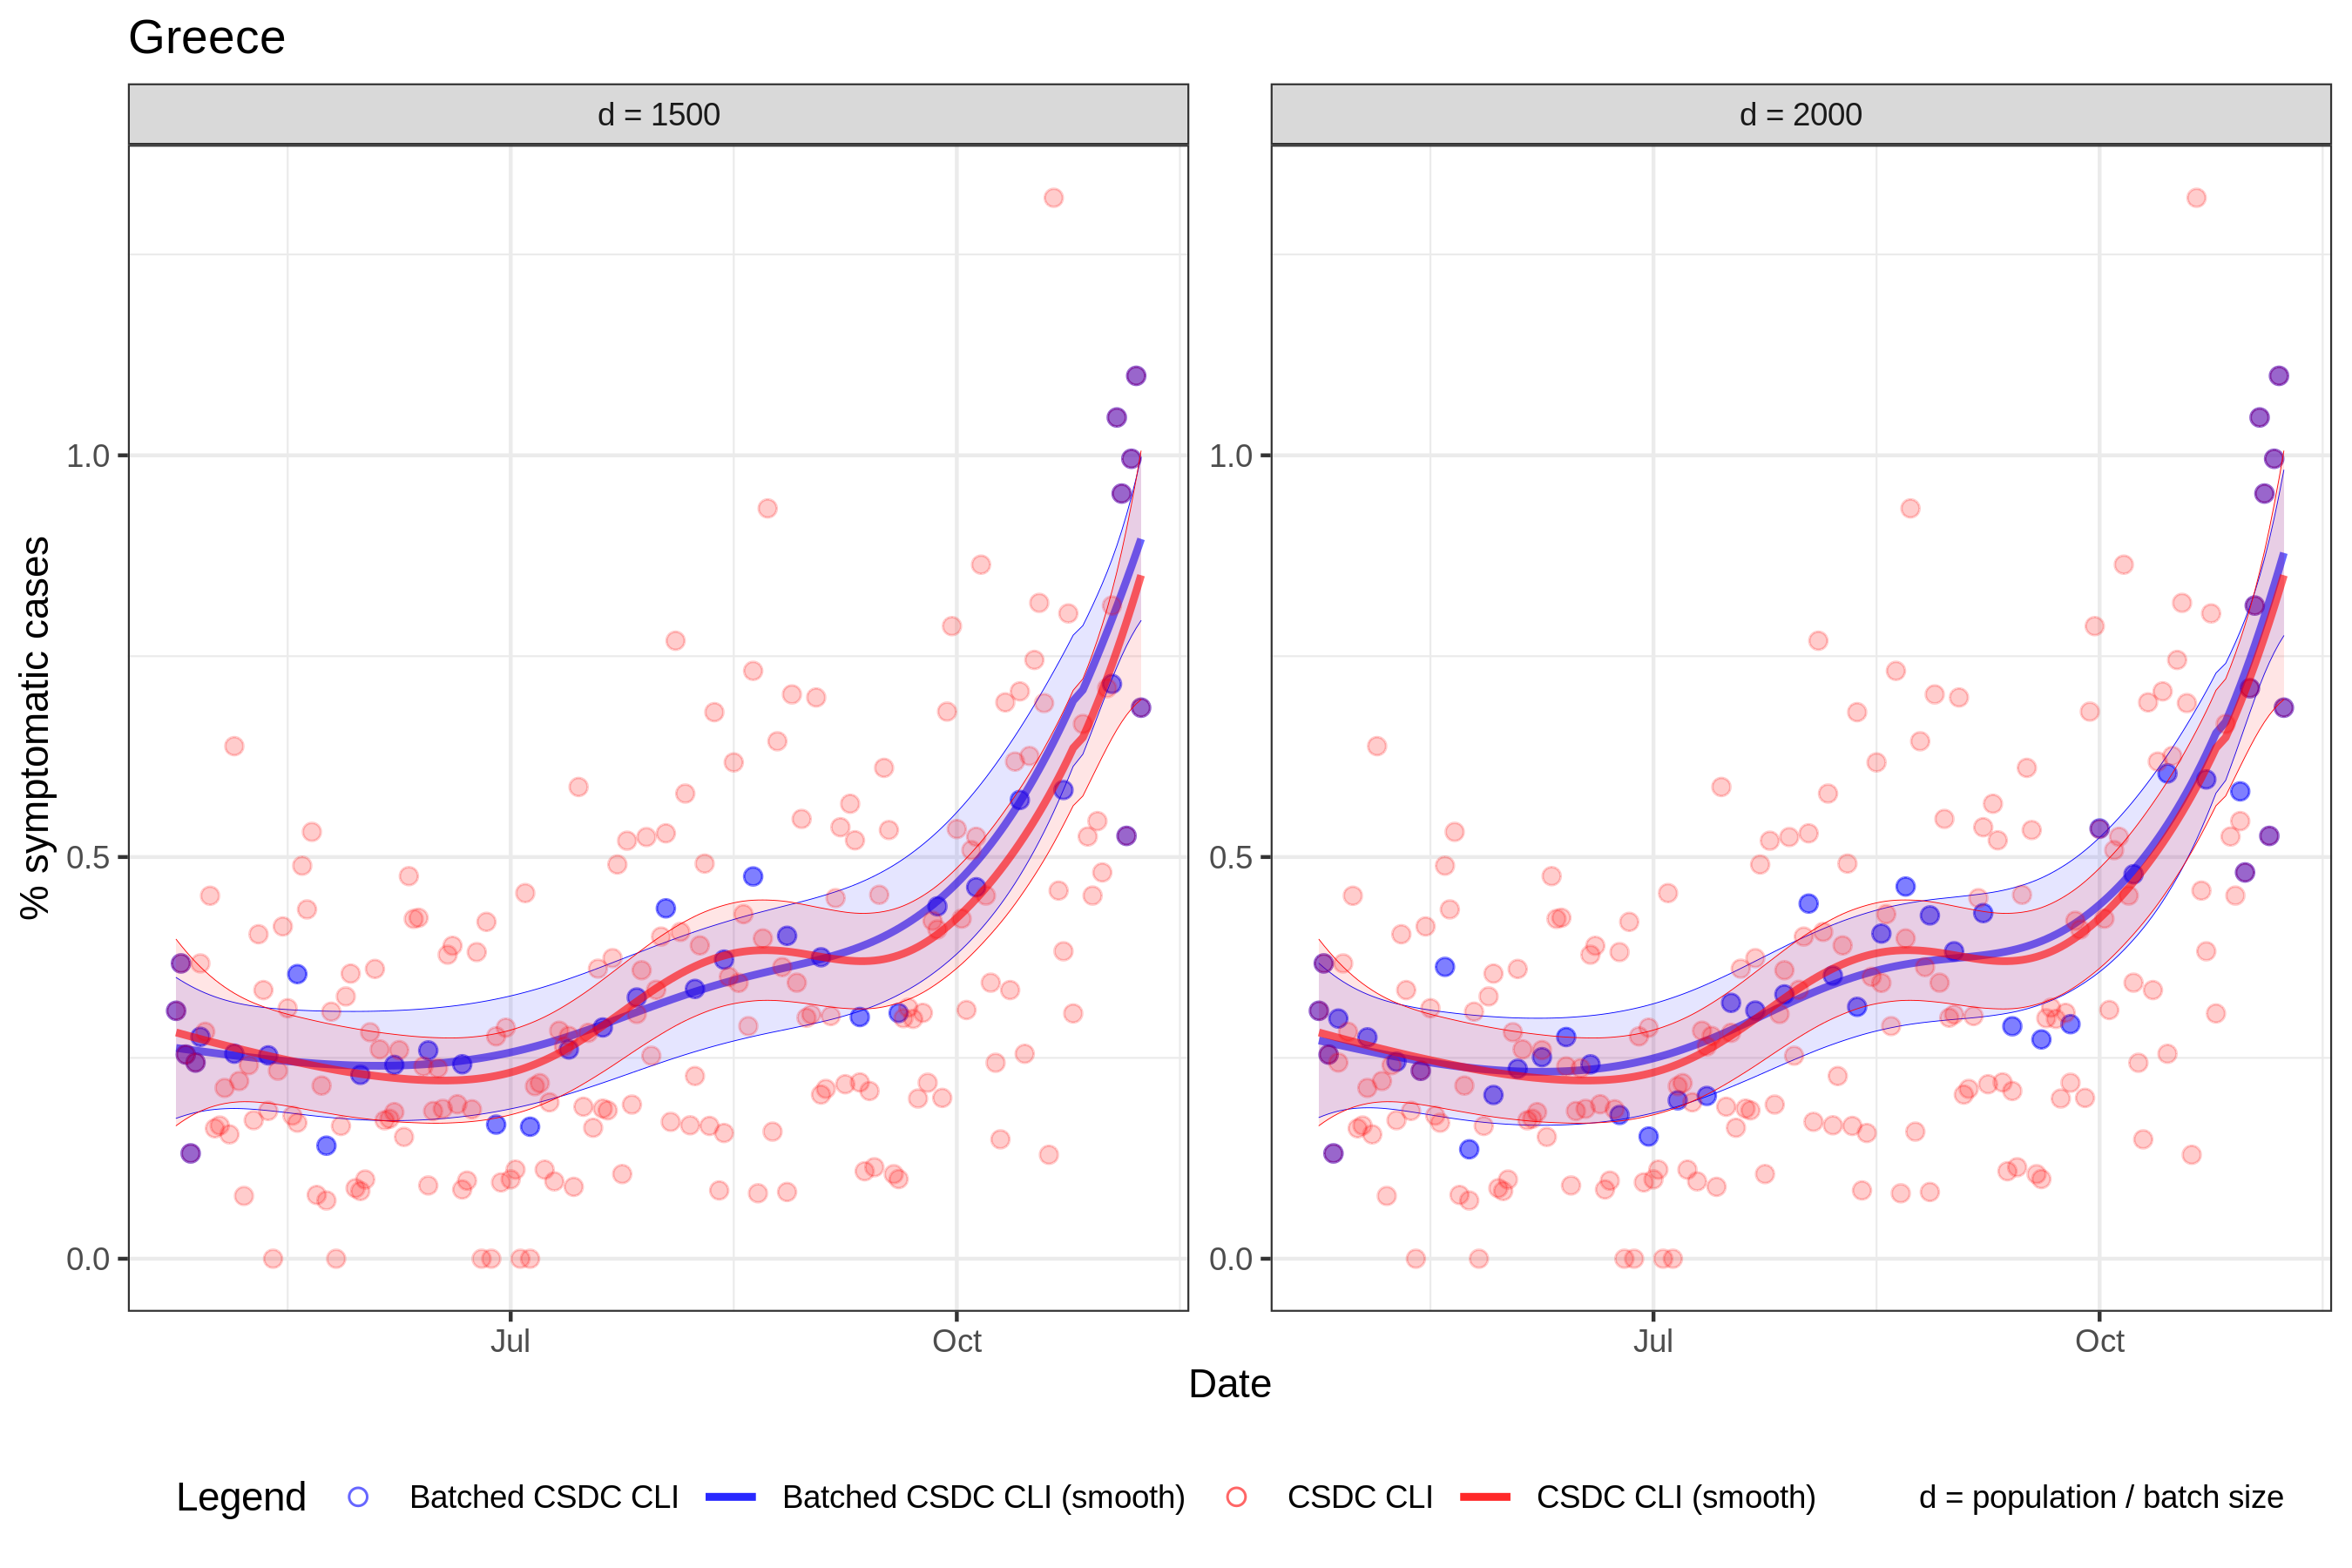 Greece
d = 1500
d = 2000
% symptomatic cases
1.0
0.5
0.0
1.0
0.5
0.0
Jul
Oct
Jul
Oct
Date
Legend
Batched CSDC CLI
Batched CSDC CLI (smooth)
CSDC CLI
CSDC CLI (smooth)
d = population / batch size